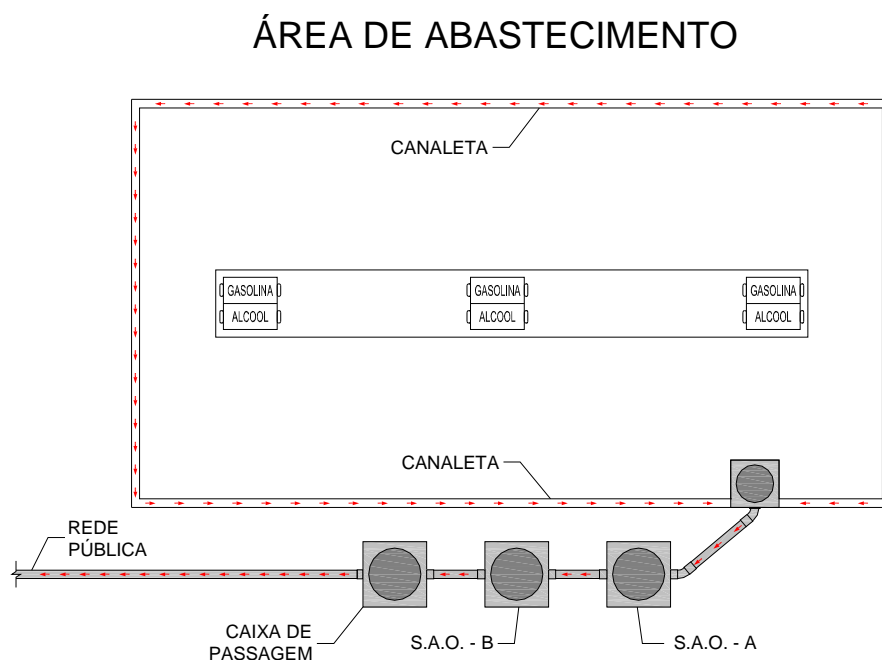 ÁREA DE ABASTECIMENTO
CANALETA
GASOLINA
ALCOOL
GASOLINA
ALCOOL
GASOLINA
ALCOOL
CANALETA
REDE
PÚBLICA
CAIXA DE
PASSAGEM
S.A.O. - B
S.A.O. - A